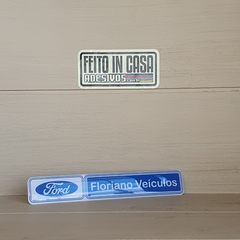 FEITO IN CASA
ADESIVOS
Ford
Floriano Veículos